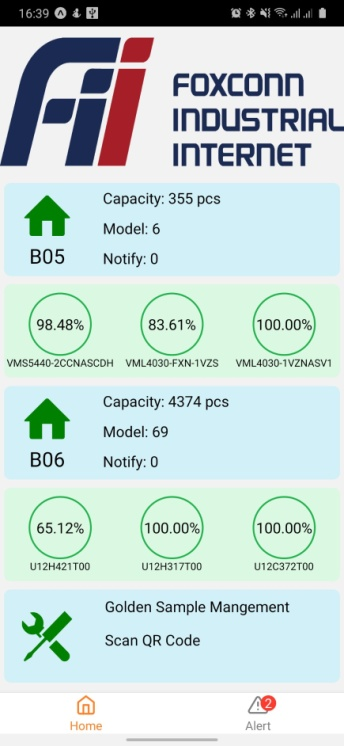 16:39
FOXCONN
INDUSTRIAL
INTERNET
Capacity: 355 pcs
Model: 6
B05
Notify: 0
98.48% 83.61% 100.00%
VMS5440-2CCNASCDH VML4030-FXN-1VZS VML4030-1VZNASV1
Capacity: 4374 pcs
Model: 69
B06
Notify: 0
65.12% 100.00% 100.00%
U12H421T00 U12H317T00 U12C372T00
Golden Sample Mangement
Scan QR Code
2
Home Alert